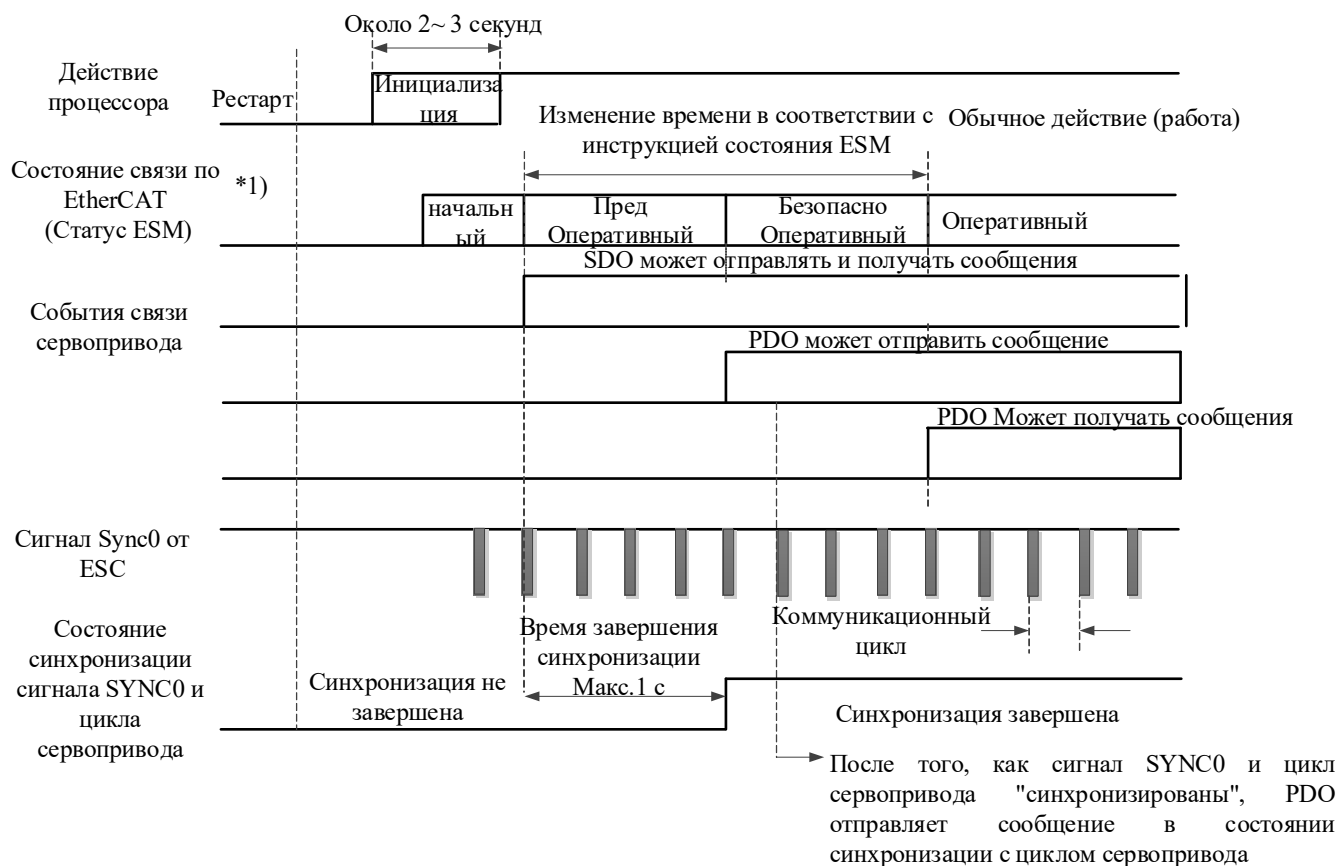 Около 2~ 3 секунд
Действие
процессора
Рестарт
Инициализа
ция
Изменение времени в соответствии с
инструкцией состояния ESM
Обычное действие (работа)
Состояние связи по
EtherCAT
(Статус ESM)
*1)
начальн
ый
Пред
Оперативный
Безопасно
Оперативный
Оперативный
SDO может отправлять и получать сообщения
События связи
сервопривода
PDO может отправить сообщение
PDO Может получать сообщения
Сигнал Sync0 от
ESC
Коммуникационный
цикл
Состояние
синхронизации
сигнала SYNC0 и
цикла
сервопривода
Синхронизация не
завершена
Время завершения
синхронизации
Макс.1 с
Синхронизация завершена
После того, как сигнал SYNC0 и цикл
сервопривода "синхронизированы", PDO
отправляет сообщение в состоянии
синхронизации с циклом сервопривода